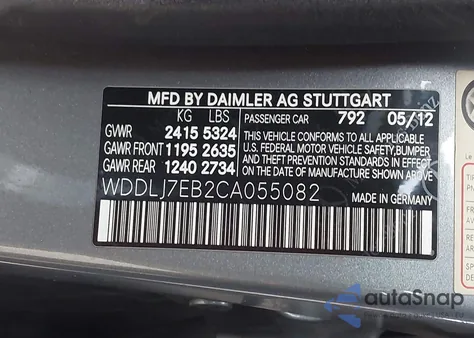 MFD BY DAIMLER AG STUTTGART
KG LBS PASSENGER CAR 792 05/12
GVWR 2415 5324
GAWR FRONT 1195 2635
GAWR REAR 1240 2734
THIS VEHICLE CONFORMS TO ALL APPLICABLE
U.S. FEDERAL MOTOR VEHICLE SAFETY,BUMPER
AND THEFT PREVENTION STANDARDS IN EFFECT
ON THE DATE OF MANUFACTURE SHOWN ABOVE.
WDDLJ7EB2CA055082 MADE IN GERMANY
autoSnap